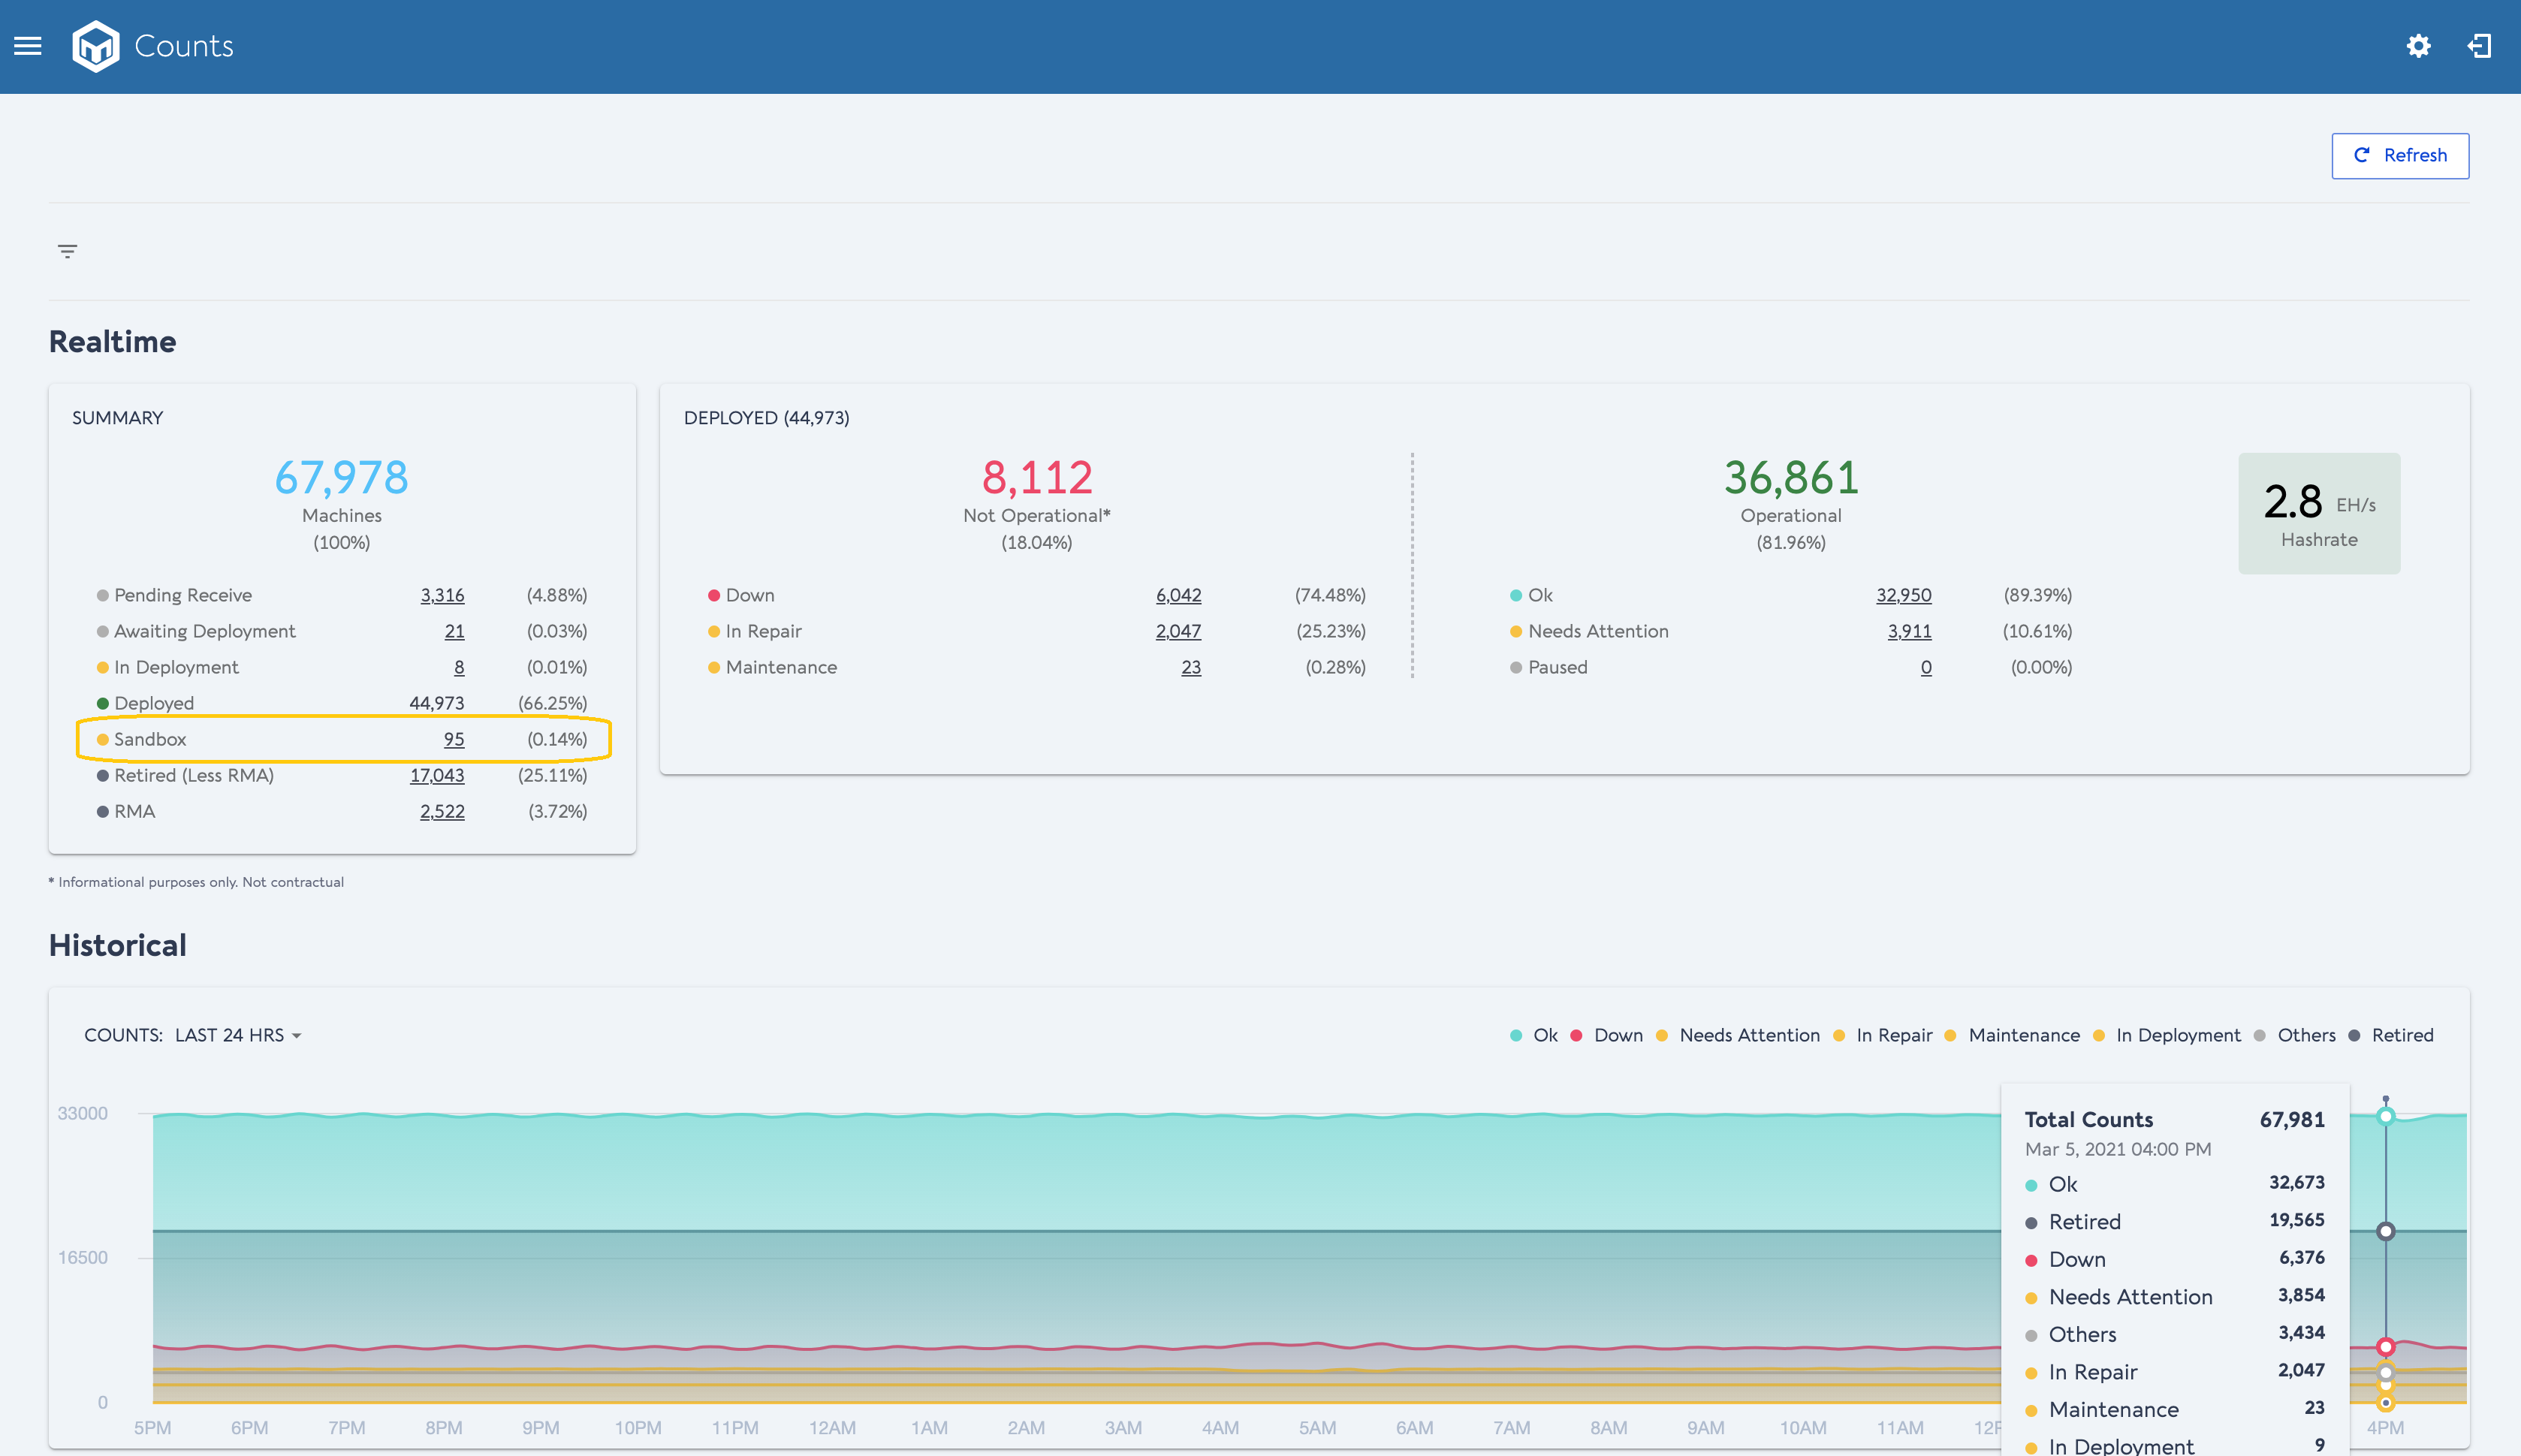 Counts
Refresh
Realtime
SUMMARY
67,978
Machines
(100%)
Pending Receive 3,316 (4.88%)
Awaiting Deployment 21 (0.03%)
In Deployment 8 (0.01%)
Deployed 44,973 (66.25%)
Sandbox 95 (0.14%)
Retired (Less RMA) 17,043 (25.11%)
RMA 2,522 (3.72%)
DEPLOYED (44,973)
8,112
Not Operational*
(18.04%)
Down 6,042 (74.48%)
In Repair 2,047 (25.23%)
Maintenance 23 (0.28%)
36,861
Operational
(81.96%)
Ok 32,950 (89.39%)
Needs Attention 3,911 (10.61%)
Paused 0 (0.00%)
2.8 EH/s
Hashrate
* Informational purposes only. Not contractual
Historical
COUNTS: LAST 24 HRS
Ok Down Needs Attention In Repair Maintenance In Deployment Others Retired
33000
16500
0
5PM 6PM 7PM 8PM 9PM 10PM 11PM 12AM 1AM 2AM 3AM 4AM 5AM 6AM 7AM 8AM 9AM 10AM 11AM 4PM
Total Counts 67,981
Mar 5, 2021 04:00 PM
Ok 32,673
Retired 19,565
Down 6,376
Needs Attention 3,854
Others 3,434
In Repair 2,047
Maintenance 23
In Deployment 9